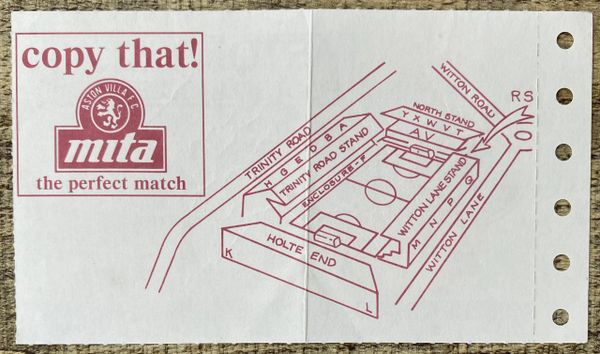 copy that!
ASTON VILLA F.C
mita
the perfect match
WITTON ROAD
R S
NORTH STAND
Y X W V T
A V
TRINITY ROAD
H G E D B A
TRINITY ROAD STAND
ENCLOSURE-F
WITTON LANE STAND
M N P Q
WITTON LANE
HOLTE END
K
L